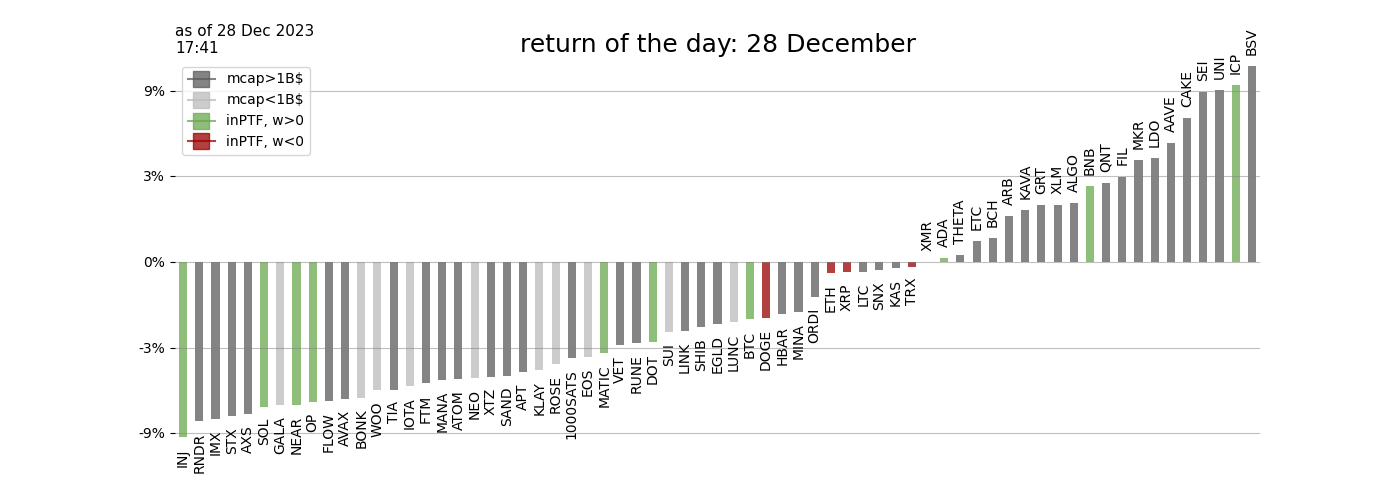 as of 28 Dec 2023
17:41
return of the day: 28 December
mcap>1B$
mcap<1B$
inPTF, w>0
inPTF, w<0
9%
3%
0%
-3%
-9%
INJ
RNDR
IMX
STX
AXS
SOL
GALA
NEAR
OP
FLOW
AVAX
BONK
WOO
TIA
IOTA
FTM
MANA
ATOM
NEO
XTZ
SAND
APT
KLAY
ROSE
1000SATS
EOS
MATIC
VET
RUNE
DOT
SUI
LINK
SHIB
EGLD
LUNC
BTC
DOGE
HBAR
MINA
ORDI
ETH
XRP
LTC
SNX
KAS
TRX
XMR
ADA
THETA
ETC
BCH
ARB
KAVA
GRT
XLM
ALGO
BNB
QNT
FIL
MKR
LDO
AAVE
CAKE
SEI
UNI
ICP
BSV